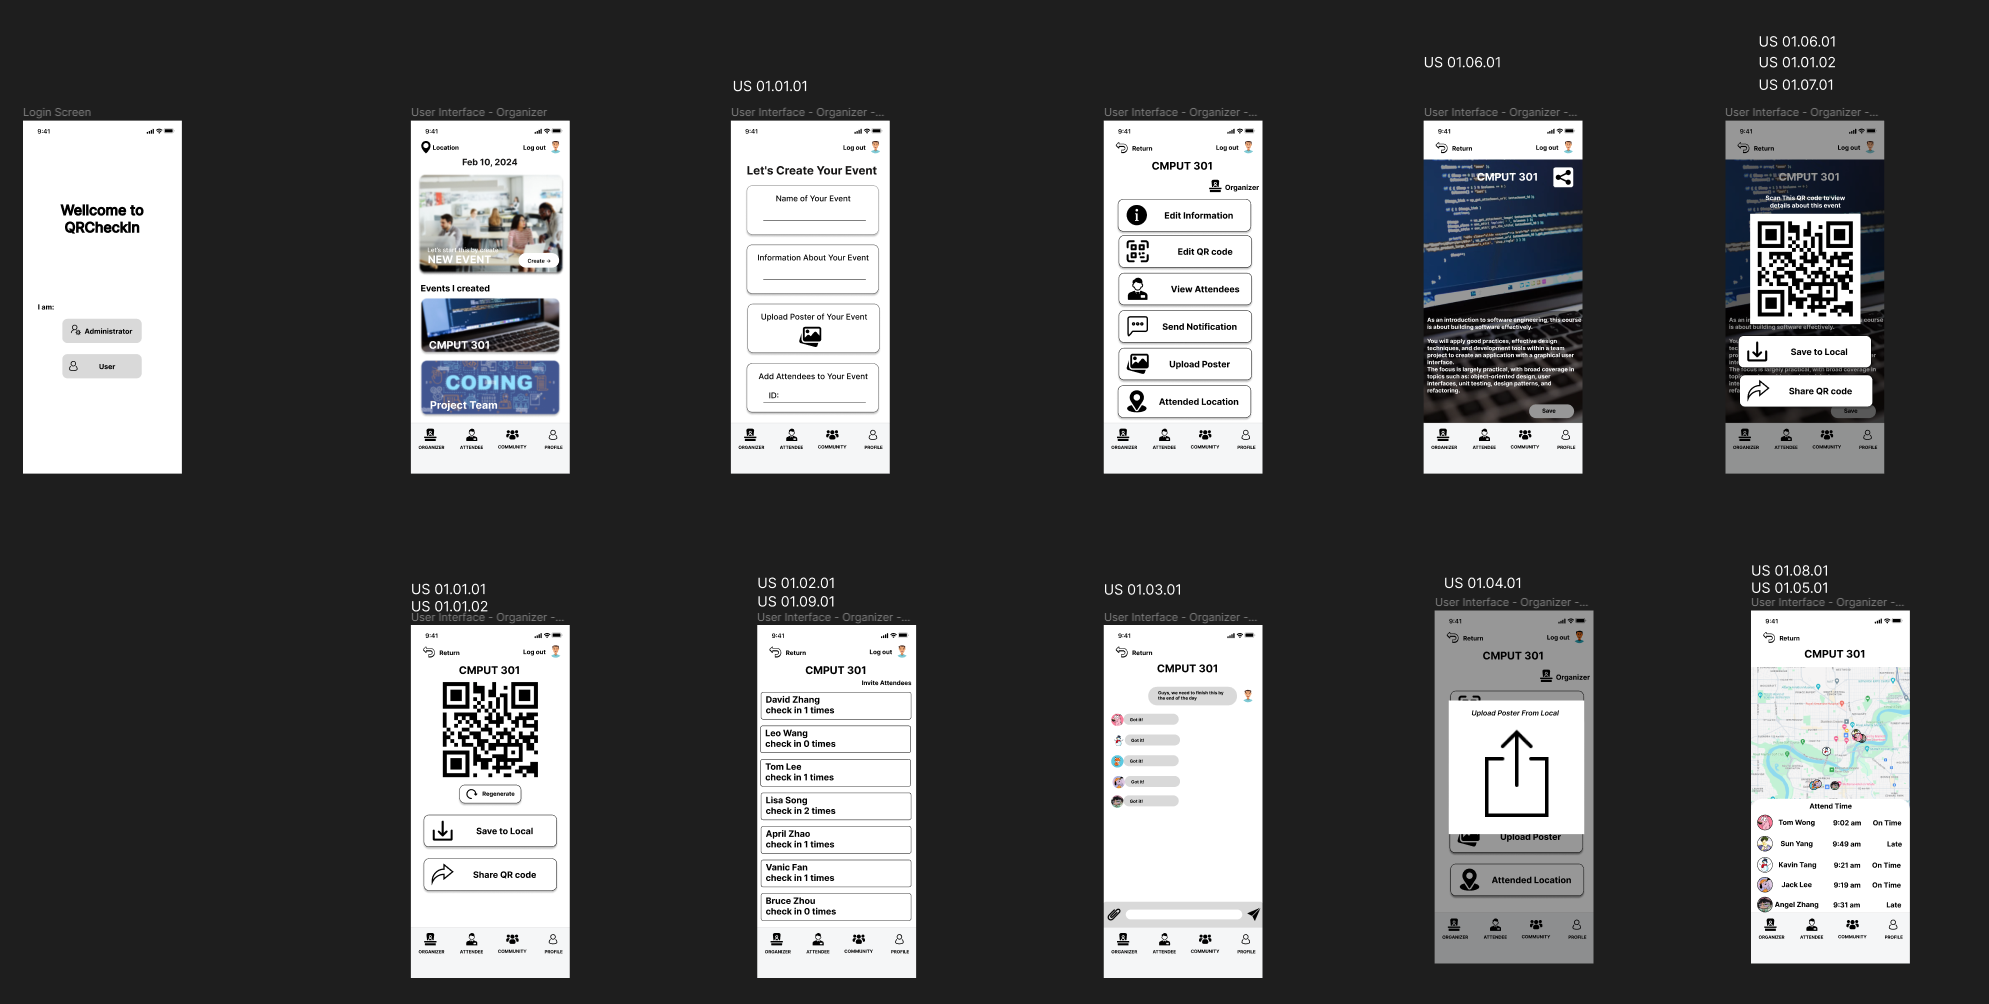 US 01.06.01
US 01.06.01
US 01.01.02
US 01.01.01
US 01.07.01
Login Screen
9:41
Wellcome to
QRCheckIn
I am:
Administrator
User
User Interface - Organizer
9:41
Location
Log out
Feb 10, 2024
Let's start this by create
NEW EVENT
Create →
Events I created
CMPUT 301
CODING
Project Team
ORGANIZER
ATTENDEE
COMMUNITY
PROFILE
User Interface - Organizer -...
9:41
Log out
Let's Create Your Event
Name of Your Event
Information About Your Event
Upload Poster of Your Event
Add Attendees to Your Event
ID:
ORGANIZER
ATTENDEE
COMMUNITY
PROFILE
User Interface - Organizer -...
9:41
Return
Log out
CMPUT 301
Organizer
Edit Information
Edit QR code
View Attendees
Send Notification
Upload Poster
Attended Location
ORGANIZER
ATTENDEE
COMMUNITY
PROFILE
User Interface - Organizer -...
9:41
Return
Log out
CMPUT 301
As an introduction to software engineering, this course
is about building software effectively.
You will apply good practices, effective design
techniques, and development tools within a team
project to create an application with a graphical user
interface.
The focus is largely practical, with broad coverage in
topics such as: object-oriented design, user
interfaces, unit testing, design patterns, and
refactoring.
Save
ORGANIZER
ATTENDEE
COMMUNITY
PROFILE
User Interface - Organizer -...
9:41
Return
Log out
CMPUT 301
Scan This QR code to view
details about this event
is about building software effectively.
Save to Local
The focus is largely practical, with broad coverage in
Share QR code
Save
ORGANIZER
ATTENDEE
COMMUNITY
PROFILE
US 01.01.01
US 01.01.02
User Interface - Organizer -...
9:41
Return
Log out
CMPUT 301
Regenerate
Save to Local
Share QR code
ORGANIZER
ATTENDEE
COMMUNITY
PROFILE
US 01.02.01
US 01.09.01
User Interface - Organizer -...
9:41
Return
Log out
CMPUT 301
Invite Attendees
David Zhang
check in 1 times
Leo Wang
check in 0 times
Tom Lee
check in 1 times
Lisa Song
check in 2 times
April Zhao
check in 1 times
Vanic Fan
check in 1 times
Bruce Zhou
check in 0 times
ORGANIZER
ATTENDEE
COMMUNITY
PROFILE
US 01.03.01
User Interface - Organizer -...
9:41
Return
CMPUT 301
Guys, we need to finish this by
the end of the day
Got it!
Got it!
Got it!
Got it!
Got it!
ORGANIZER
ATTENDEE
COMMUNITY
PROFILE
US 01.04.01
User Interface - Organizer -...
9:41
Return
Log out
CMPUT 301
Organizer
Upload Poster From Local
Upload Poster
Attended Location
ORGANIZER
ATTENDEE
COMMUNITY
PROFILE
US 01.08.01
US 01.05.01
User Interface - Organizer -...
9:41
Return
CMPUT 301
Attend Time
Tom Wong 9:02 am On Time
Sun Yang 9:49 am Late
Kavin Tang 9:21 am On Time
Jack Lee 9:19 am On Time
Angel Zhang 9:31 am Late
ORGANIZER
ATTENDEE
COMMUNITY
PROFILE